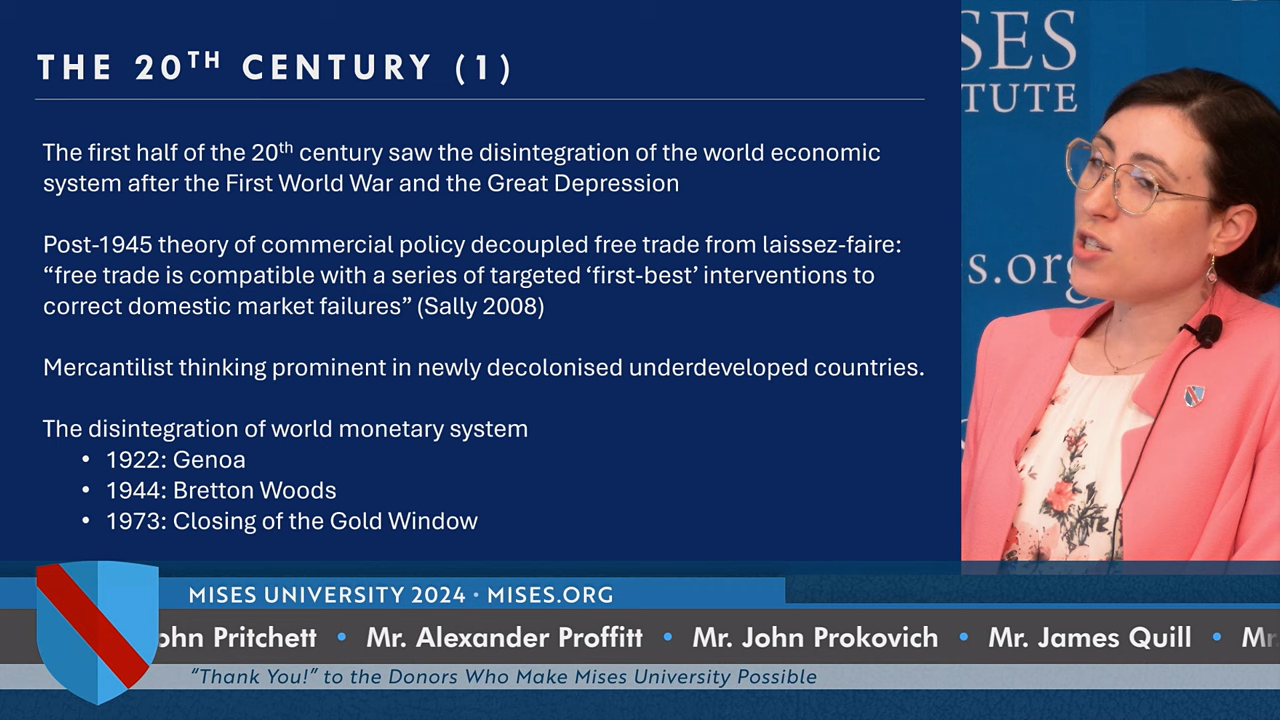 THE 20TH CENTURY (1)
The first half of the 20th century saw the disintegration of the world economic
system after the First World War and the Great Depression
Post-1945 theory of commercial policy decoupled free trade from laissez-faire:
“free trade is compatible with a series of targeted ‘first-best’ interventions to
correct domestic market failures” (Sally 2008)
Mercantilist thinking prominent in newly decolonised underdeveloped countries.
The disintegration of world monetary system
• 1922: Genoa
• 1944: Bretton Woods
• 1973: Closing of the Gold Window
SES
TUTE
s.org
MISES UNIVERSITY 2024 • MISES.ORG
ohn Pritchett • Mr. Alexander Proffitt • Mr. John Prokovich • Mr. James Quill • Mr
“Thank You!” to the Donors Who Make Mises University Possible